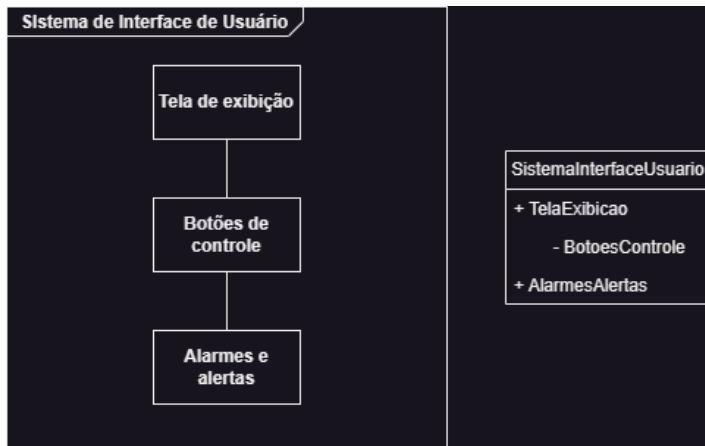 Sistema de Interface de Usuário
Tela de exibição
Botões de
controle
Alarmes e
alertas
SistemaInterfaceUsuario
+ TelaExibicao
- BotoesControle
+ AlarmesAlertas